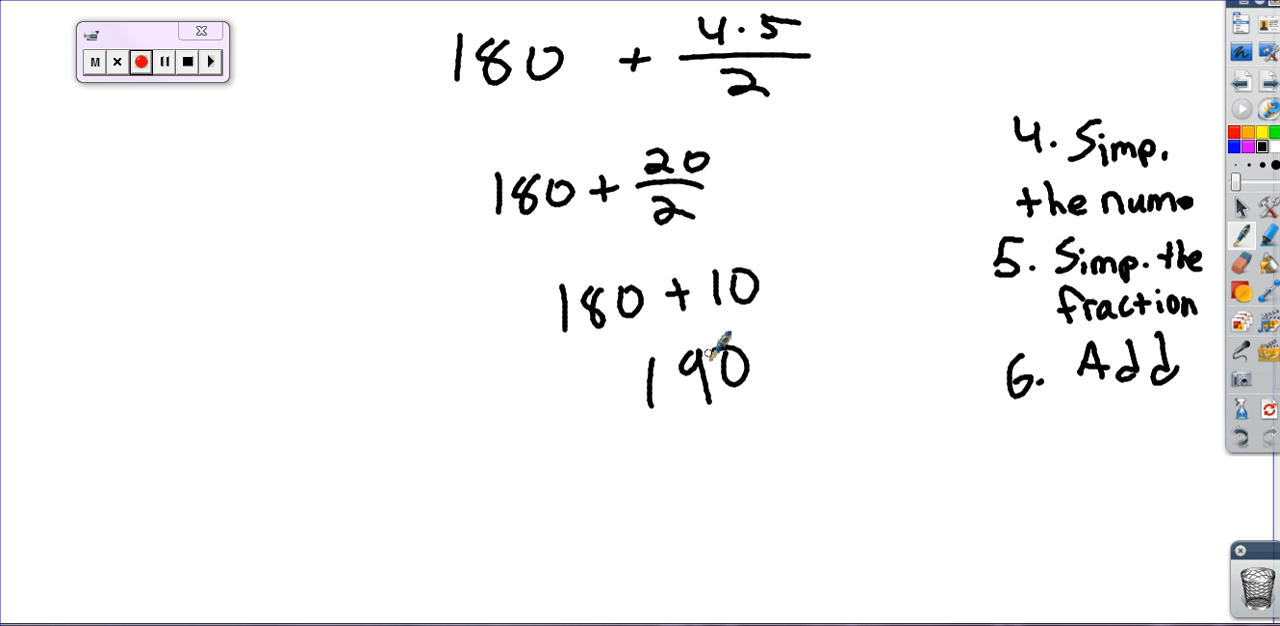 M
180 + 4·5/2
180 + 20/2
180 + 10
190
4. Simp.
the num.
5. Simp. the
fraction
6. Add